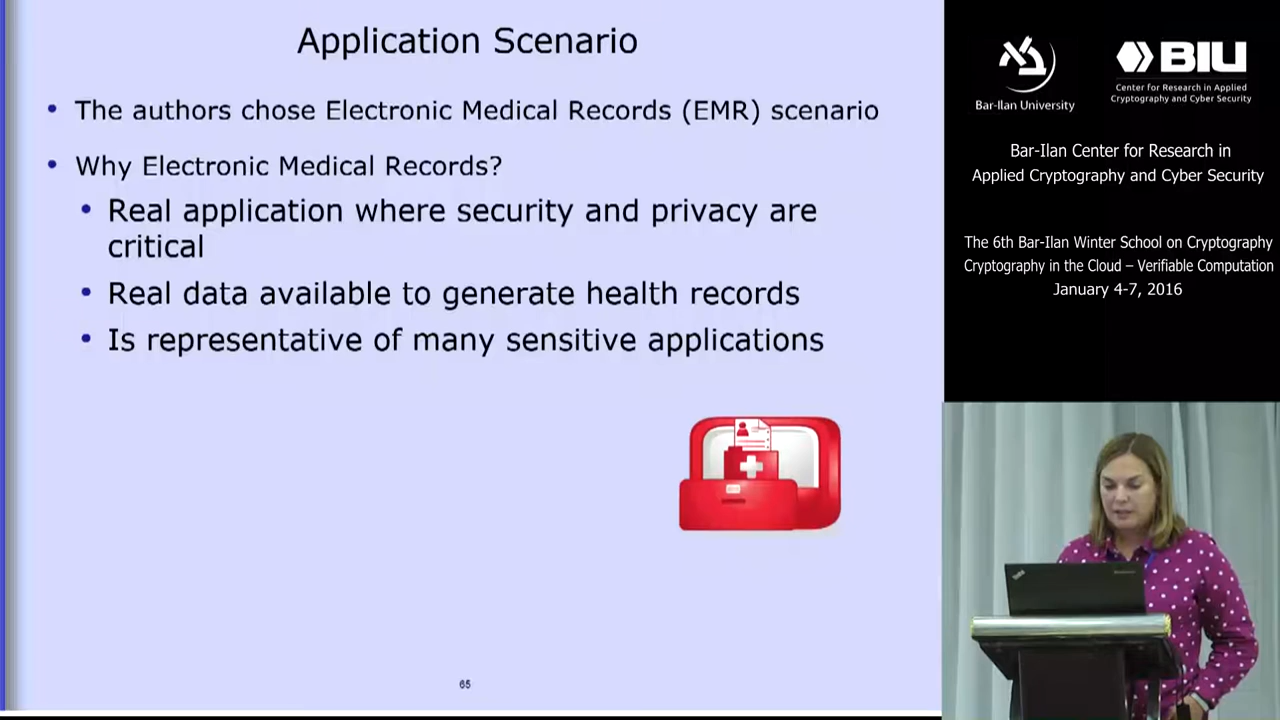 Application Scenario
• The authors chose Electronic Medical Records (EMR) scenario
• Why Electronic Medical Records?
• Real application where security and privacy are
critical
• Real data available to generate health records
• Is representative of many sensitive applications
65
Bar-Ilan University
BIU
Center for Research in Applied
Cryptography and Cyber Security
Bar-Ilan Center for Research in
Applied Cryptography and Cyber Security
The 6th Bar-Ilan Winter School on Cryptography
Cryptography in the Cloud – Verifiable Computation
January 4-7, 2016